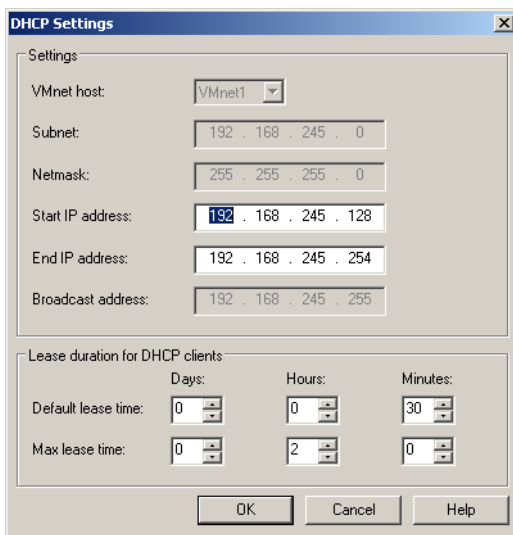 DHCP Settings
Settings
VMnet host: VMnet1
Subnet: 192 . 168 . 245 . 0
Netmask: 255 . 255 . 255 . 0
Start IP address: 192 . 168 . 245 . 128
End IP address: 192 . 168 . 245 . 254
Broadcast address: 192 . 168 . 245 . 255
Lease duration for DHCP clients
Days: Hours: Minutes:
Default lease time: 0 0 30
Max lease time: 0 2 0
OK Cancel Help